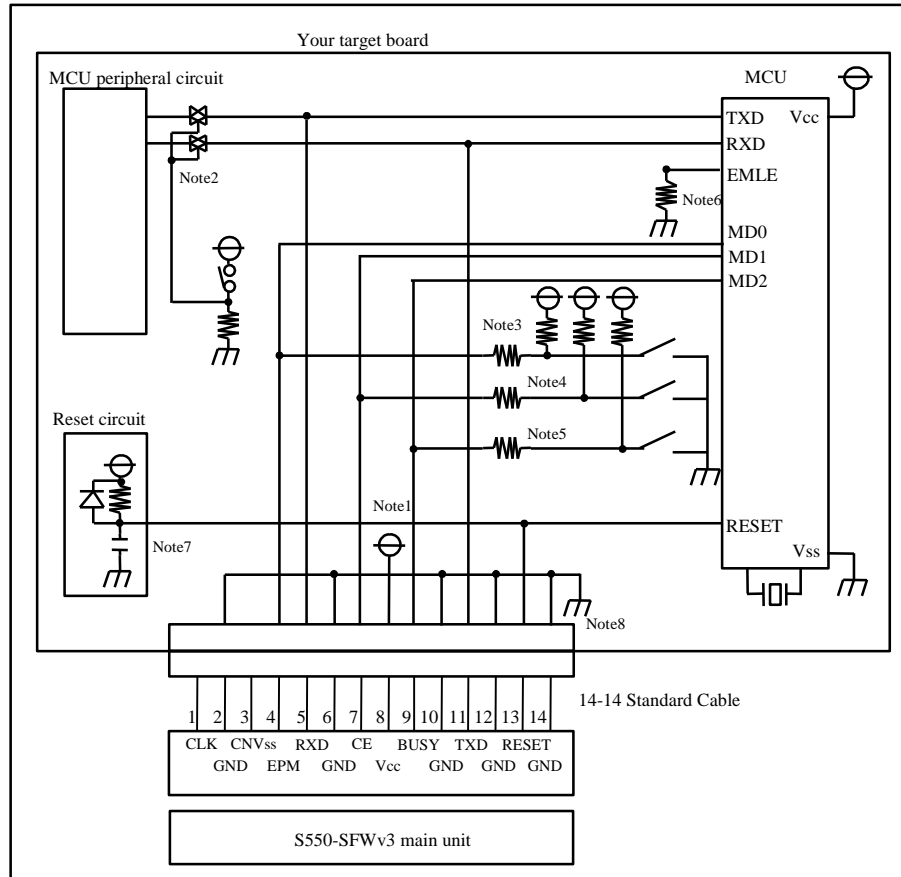 Your target board
MCU peripheral circuit
MCU
TXD
Vcc
RXD
Note2
EMLE
Note6
MD0
MD1
MD2
Note3
Note4
Reset circuit
Note5
Note1
RESET
Note7
Vss
Note8
14-14 Standard Cable
1 2 3 4 5 6 7 8 9 10 11 12 13 14
CLK CNVss RXD CE BUSY TXD RESET
GND EPM GND Vcc GND GND GND
S550-SFWv3 main unit